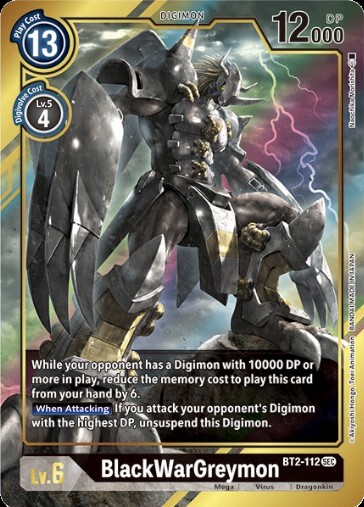 Play Cost
13
DIGIMON
DP
12000
Digivolve Cost
Lv.5
4
Naochika Morishita
©Akiyoshi Hongo, Toei Animation
BANDAI MADE IN JAPAN
While your opponent has a Digimon with 10000 DP or
more in play, reduce the memory cost to play this card
from your hand by 6.
When Attacking If you attack your opponent's Digimon
with the highest DP, unsuspend this Digimon.
BT2-112 SEC
Lv.6
BlackWarGreymon
Mega Virus Dragonkin